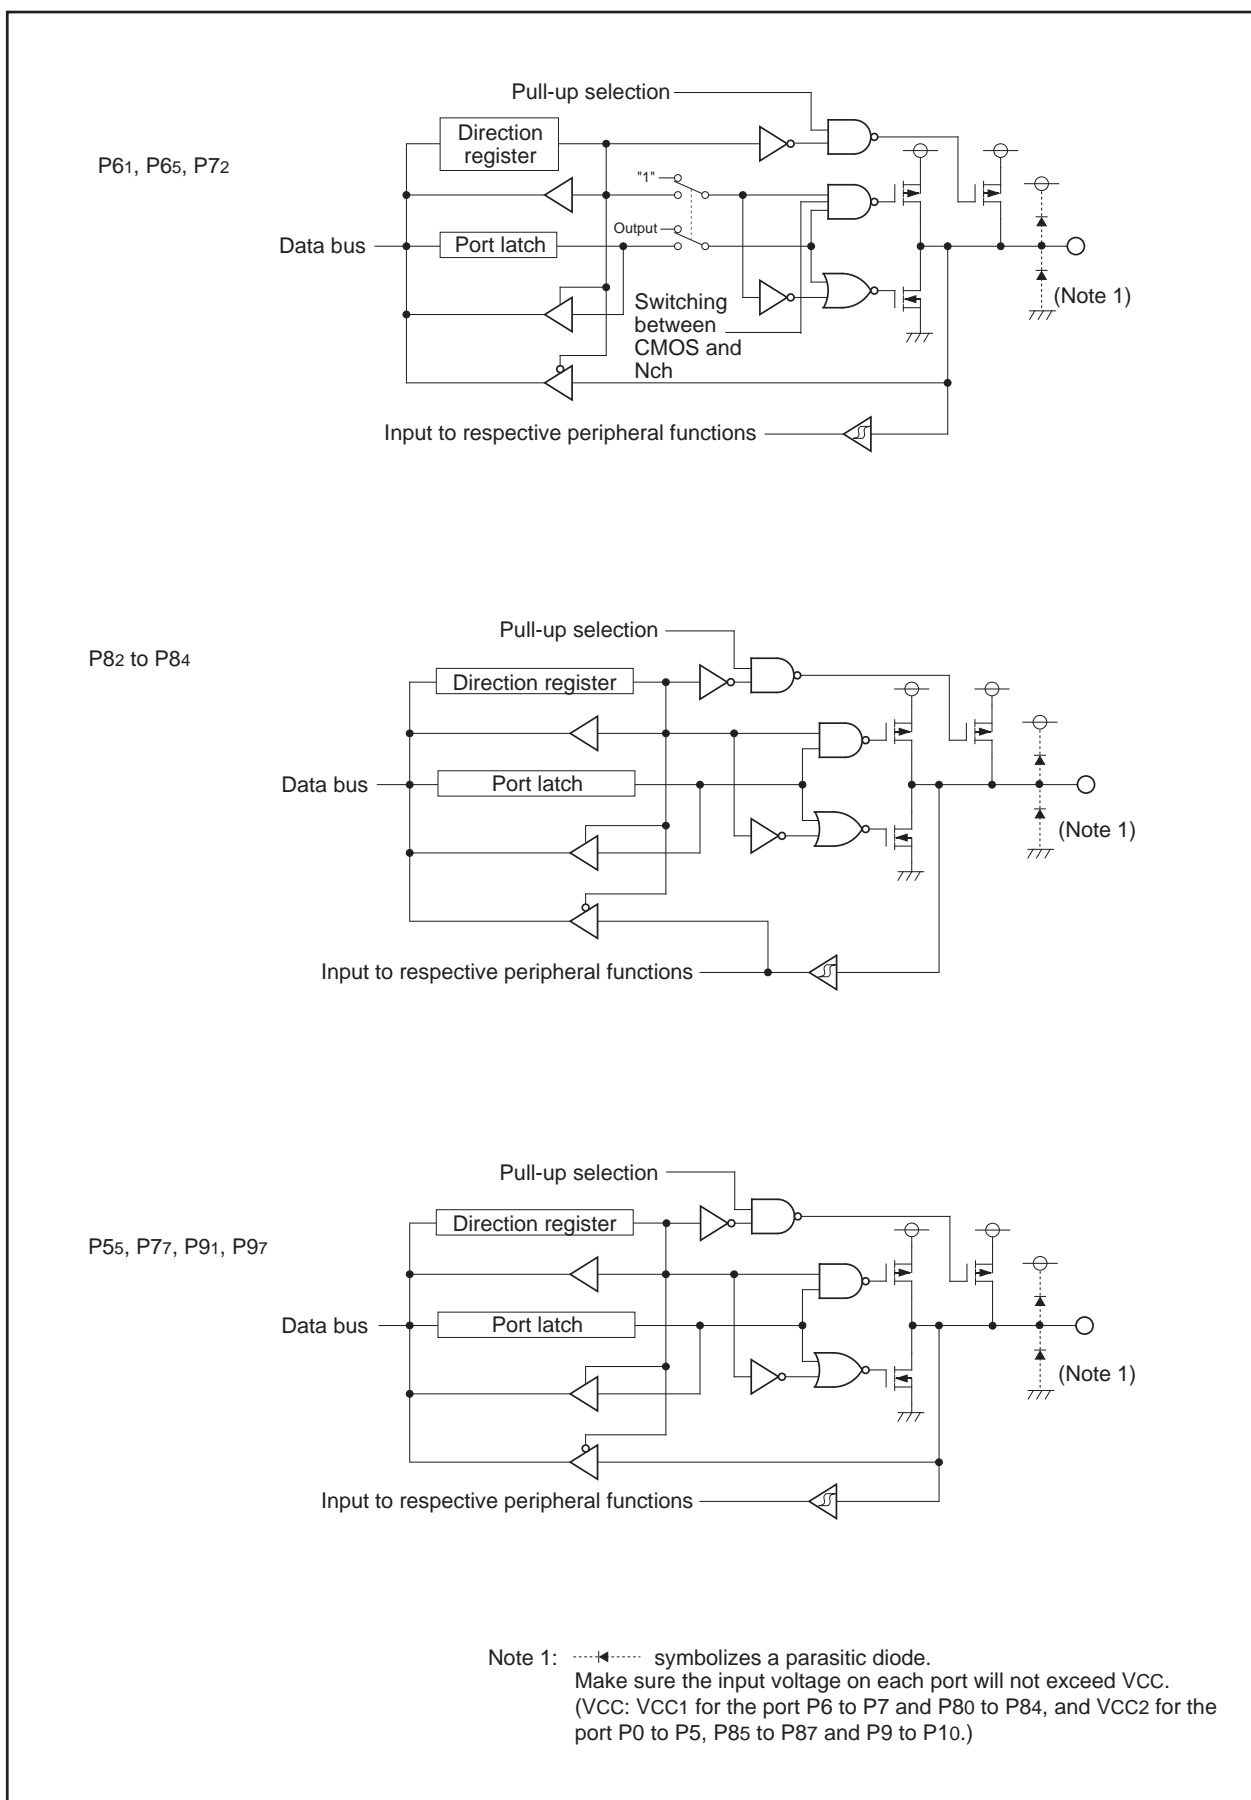 Pull-up selection
Direction
register
P61, P65, P72
"1"
Output
Data bus
Port latch
Switching
between
CMOS and
Nch
(Note 1)
Input to respective peripheral functions
Pull-up selection
P82 to P84
Direction register
Data bus
Port latch
(Note 1)
Input to respective peripheral functions
Pull-up selection
Direction register
P55, P77, P91, P97
Data bus
Port latch
(Note 1)
Input to respective peripheral functions
Note 1: symbolizes a parasitic diode.
Make sure the input voltage on each port will not exceed VCC.
(VCC: VCC1 for the port P6 to P7 and P80 to P84, and VCC2 for the
port P0 to P5, P85 to P87 and P9 to P10.)